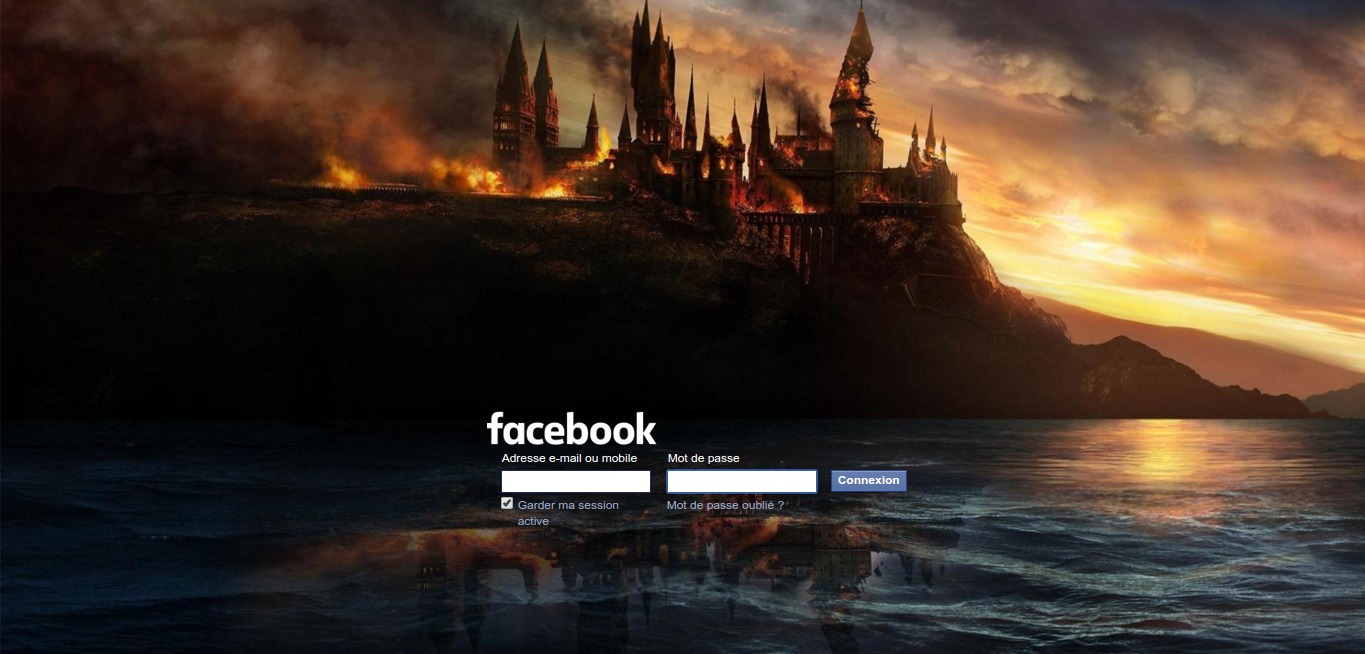 facebook
Adresse e-mail ou mobile
Mot de passe
Connexion
Garder ma session
active
Mot de passe oublié ?